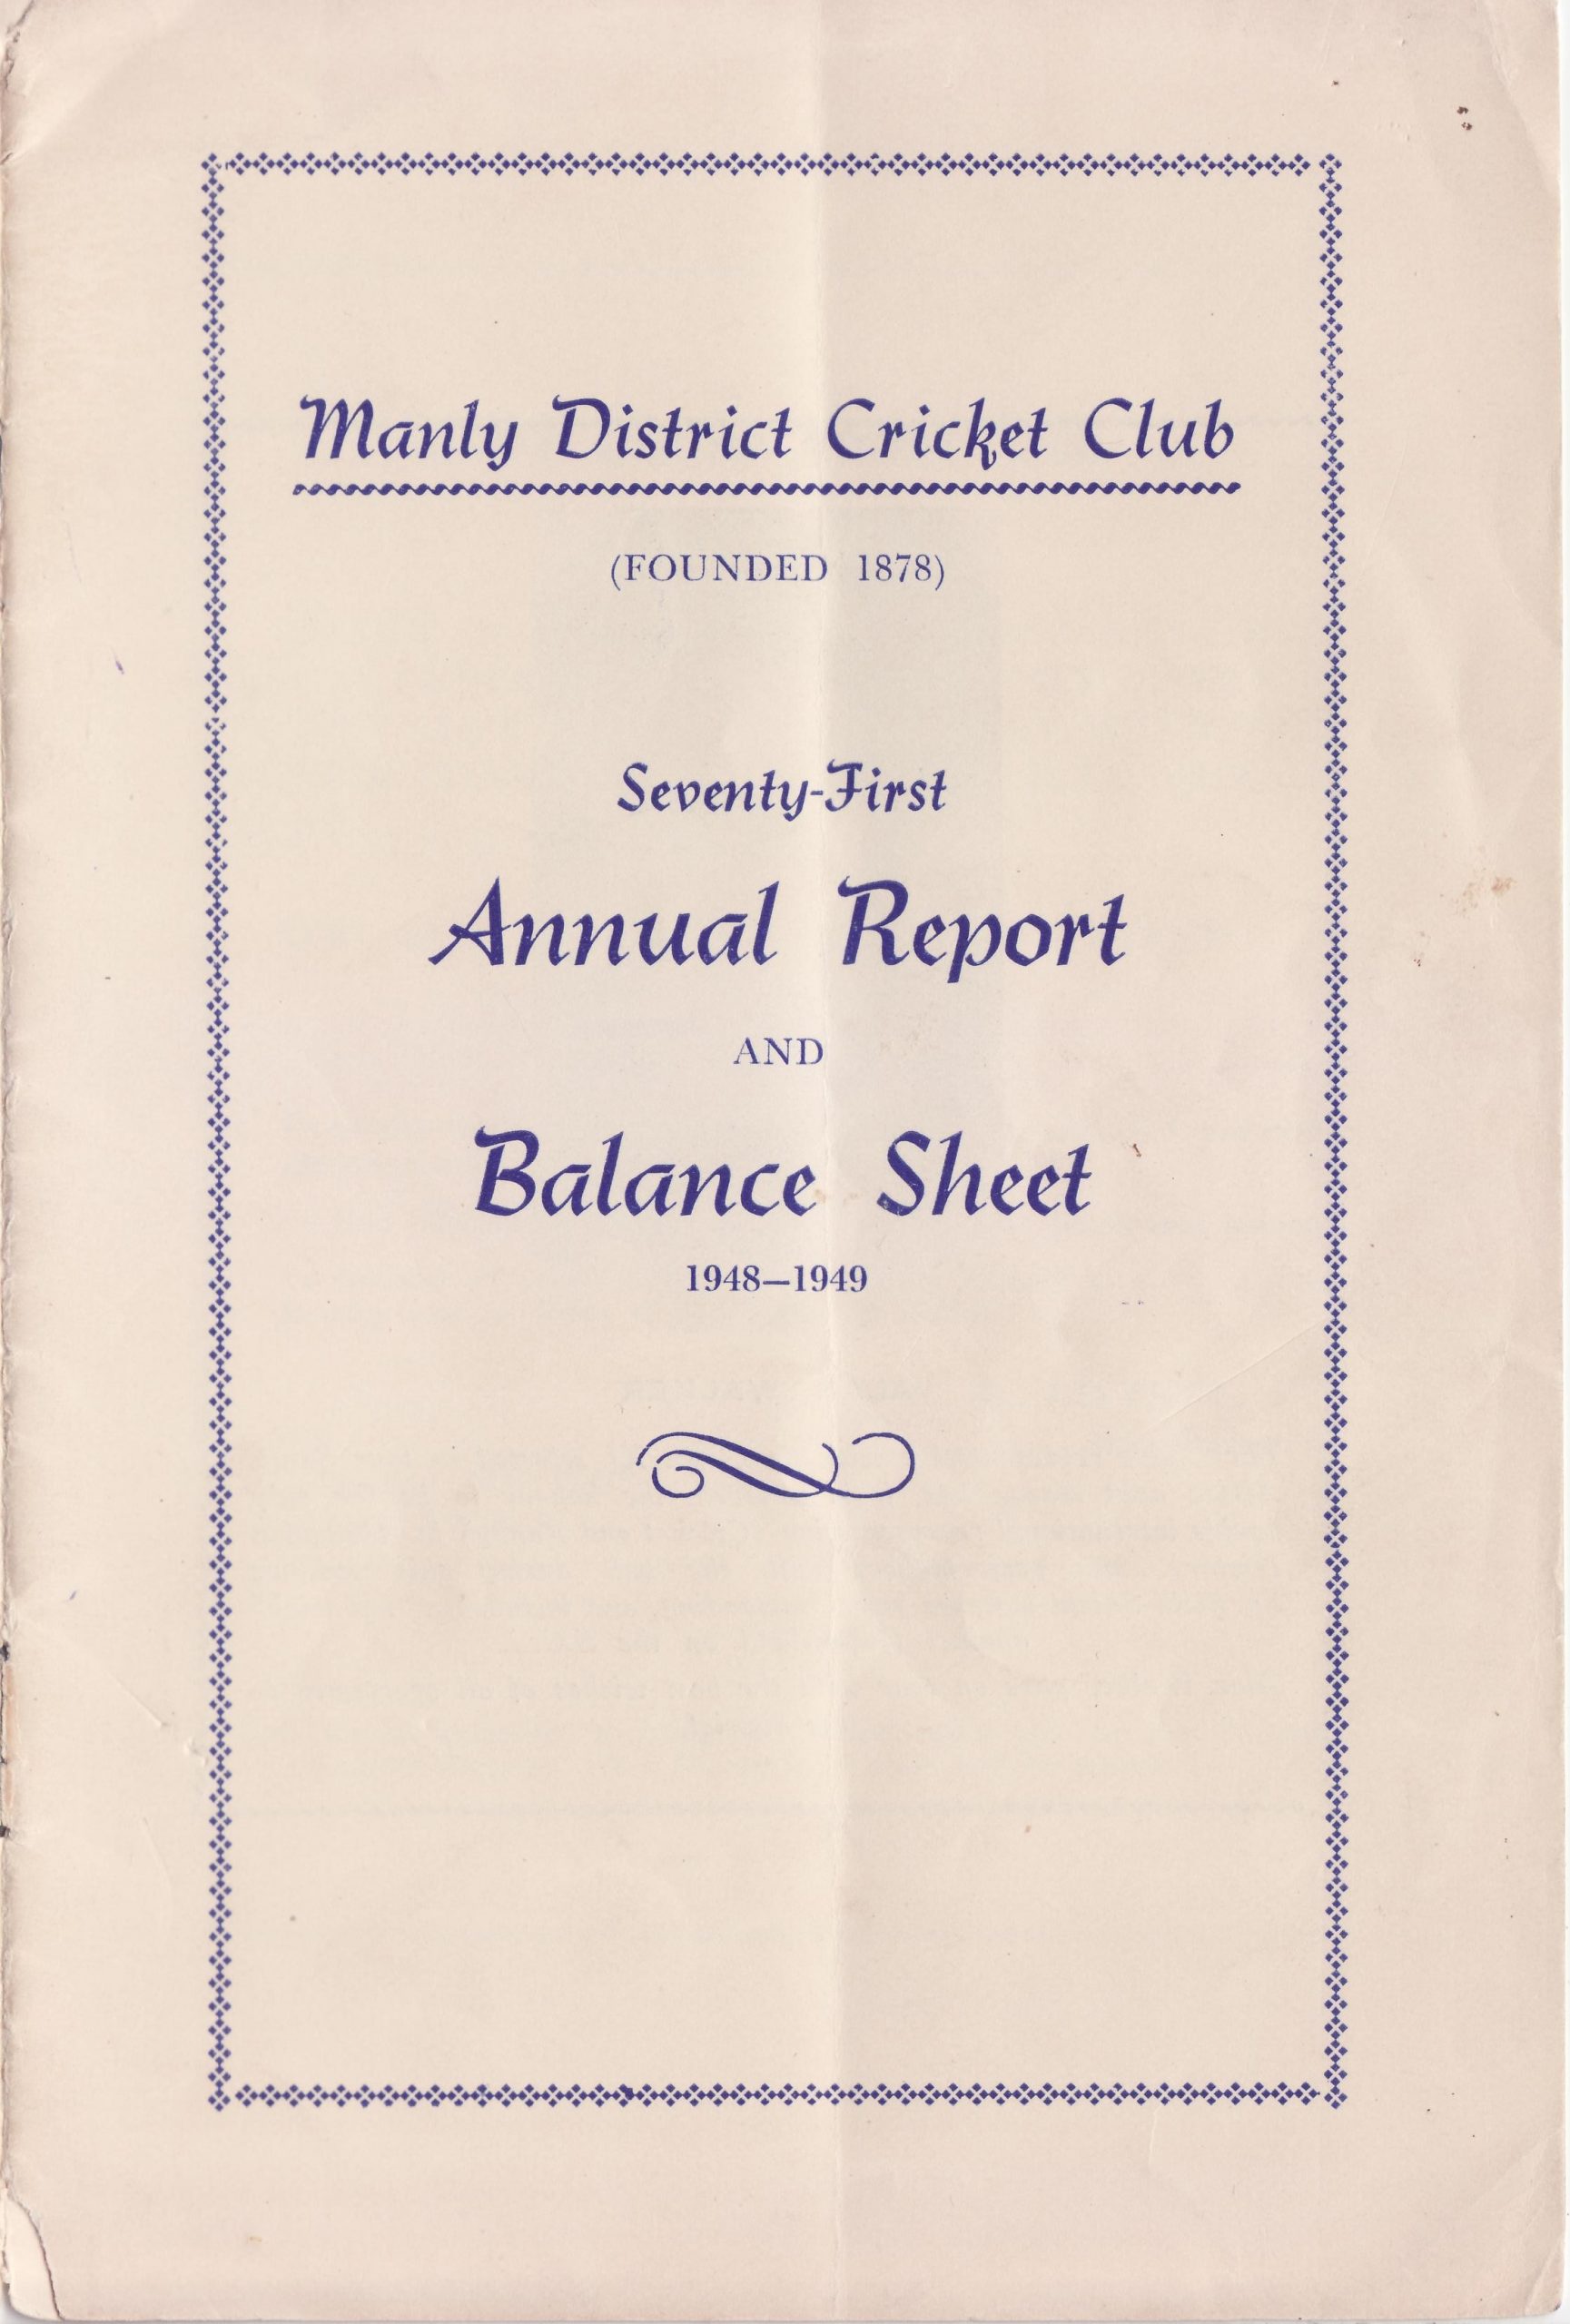 Manly District Cricket Club
(FOUNDED 1878)
Seventy-First
Annual Report
AND
Balance Sheet
1948—1949